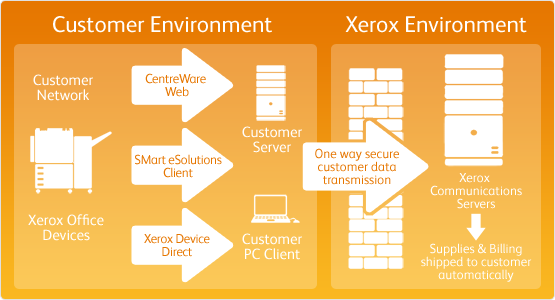 Customer Environment
Xerox Environment
Customer
Network
CentreWare
Web
Customer
Server
SMart eSolutions
Client
Xerox Office
Devices
Xerox Device
Direct
Customer
PC Client
One way secure
customer data
transmission
Xerox
Communications
Servers
Supplies & Billing
shipped to customer
automatically